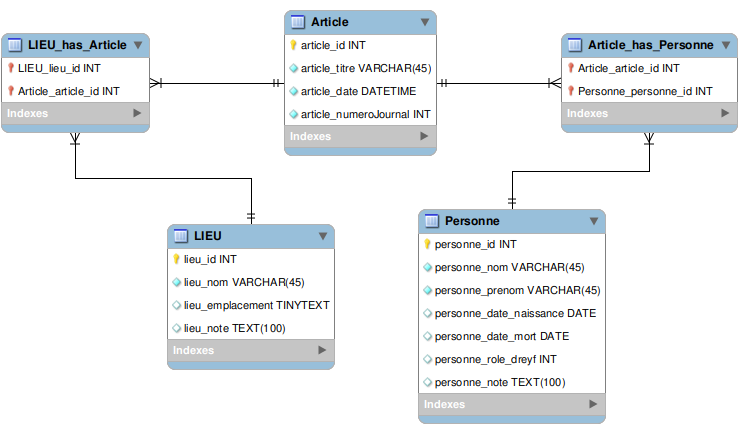 Article
article_id INT
article_titre VARCHAR(45)
article_date DATETIME
article_numeroJournal INT
Indexes
LIEU_has_Article
LIEU_lieu_id INT
Article_article_id INT
Indexes
Article_has_Personne
Article_article_id INT
Personne_personne_id INT
Indexes
LIEU
lieu_id INT
lieu_nom VARCHAR(45)
lieu_emplacement TINYTEXT
lieu_note TEXT(100)
Indexes
Personne
personne_id INT
personne_nom VARCHAR(45)
personne_prenom VARCHAR(45)
personne_date_naissance DATE
personne_date_mort DATE
personne_role_dreyf INT
personne_note TEXT(100)
Indexes